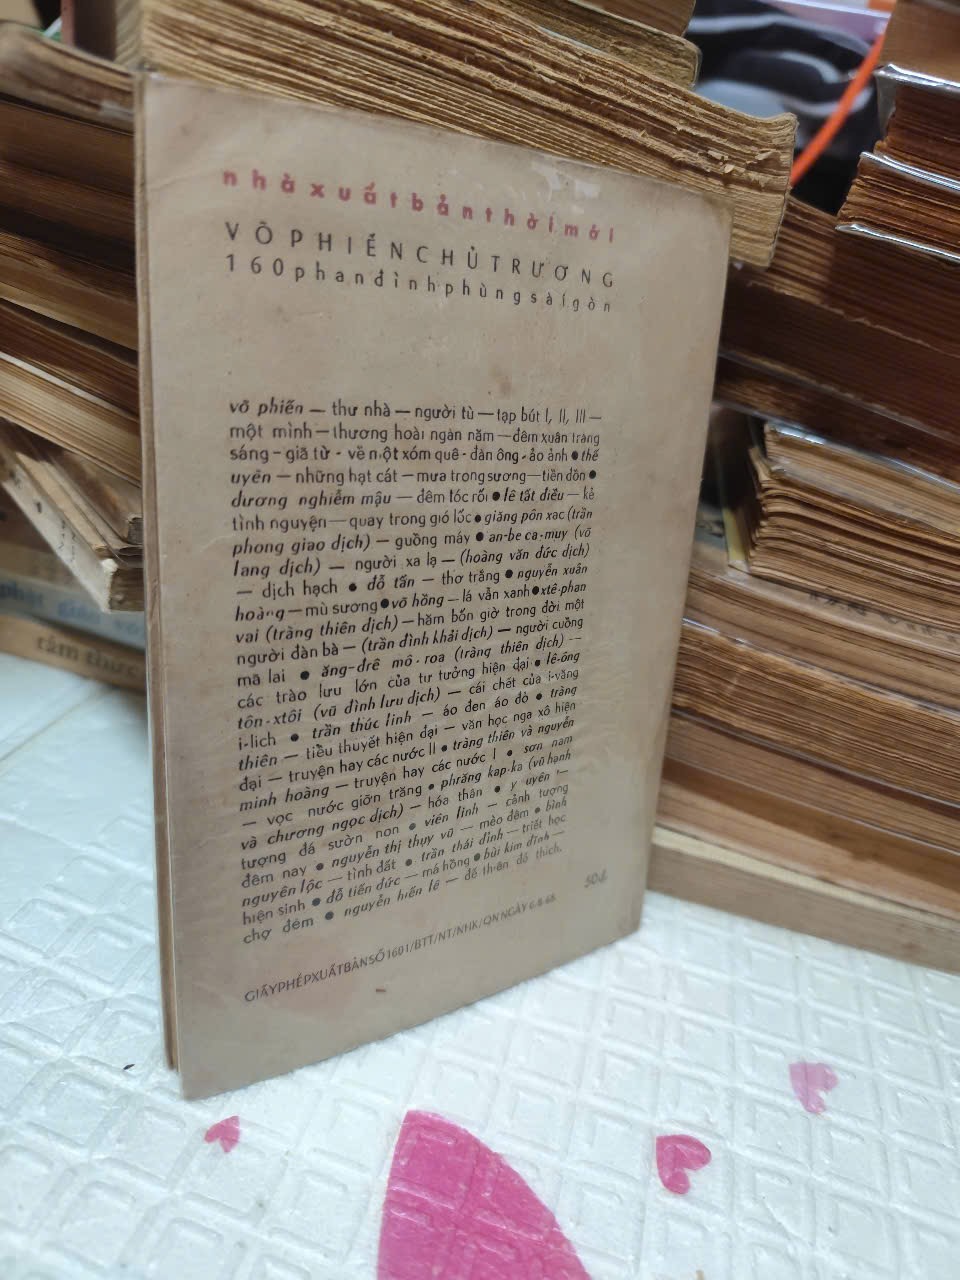 nhàxuấtbảnthờimới
VÕPHIẾNCHỦTRƯƠNG
160phanđìnhphùngsàigòn
võ phiến — thư nhà — người tù — tạp bút I, II, III —
một mình — thương hoài ngàn năm — đêm xuân trăng
sáng - giã từ - về một xóm quê - đàn ông - ảo ảnh • thế
uyên — những hạt cát — mưa trong sương — tiền đồn •
dương nghiễm mậu — đêm tóc rối • lê tất điều — kẻ
tình nguyện — quay trong gió lốc • giăng pôn xac (trần
phong giao dịch) — guồng máy • an-be ca-muy (võ
lang dịch) — người xa lạ — (hoàng văn đức dịch)
— dịch hạch • đỗ tấn — thơ trắng • nguyễn xuân
hoàng — mù sương • võ hồng — lá vẫn xanh • xtê-phan
vai (tràng thiên dịch) — hăm bốn giờ trong đời một
người đàn bà — (trần đình khải dịch) — người cuồng
mã lai • ăng-đrê mô-roa (tràng thiên dịch) —
các trào lưu lớn của tư tưởng hiện đại • lê-ông
tôn-xtôi (vũ đình lưu dịch) — cái chết của i-văng
i-lich • trần thúc linh — áo đen áo đỏ • tràng
thiên — tiểu thuyết hiện đại — văn học nga xô hiện
đại — truyện hay các nước II • tràng thiên và nguyễn
minh hoàng — truyện hay các nước I • sơn nam
— vọc nước giỡn trăng • phrăng kap-ka (vũ hạnh
và chương ngọc dịch) — hóa thân • y uyên —
tượng đá sườn non • viên linh — cảnh tượng
đêm nay • nguyễn thị thụy vũ — mèo đêm • bình
nguyên lộc — tình đất • trần thái đỉnh — triết học
hiện sinh • đỗ tiến đức — má hồng • bùi kim đĩnh —
chợ đêm • nguyễn hiến lê — đế thiên đế thích.
50đ
GIẤYPHÉPXUẤTBẢNSỐ1601/BTT/NT/NHK/QNNGÀY6-8-68
tâm thức